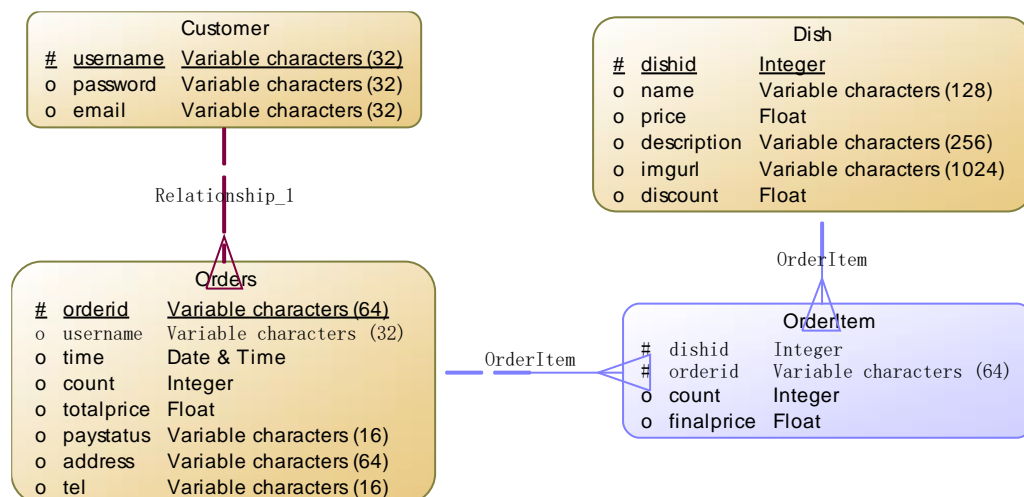 Customer
# username Variable characters (32)
o password Variable characters (32)
o email Variable characters (32)
Relationship_1
Orders
# orderid Variable characters (64)
o username Variable characters (32)
o time Date & Time
o count Integer
o totalprice Float
o paystatus Variable characters (16)
o address Variable characters (64)
o tel Variable characters (16)
OrderItem
Dish
# dishid Integer
o name Variable characters (128)
o price Float
o description Variable characters (256)
o imgurl Variable characters (1024)
o discount Float
OrderItem
OrderItem
# dishid Integer
# orderid Variable characters (64)
o count Integer
o finalprice Float